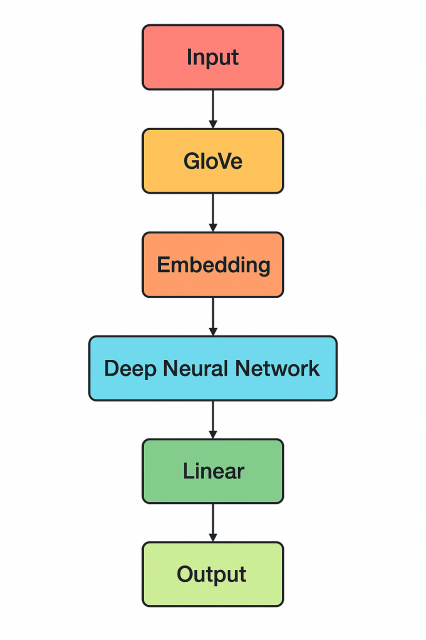 Input
GloVe
Embedding
Deep Neural Network
Linear
Output